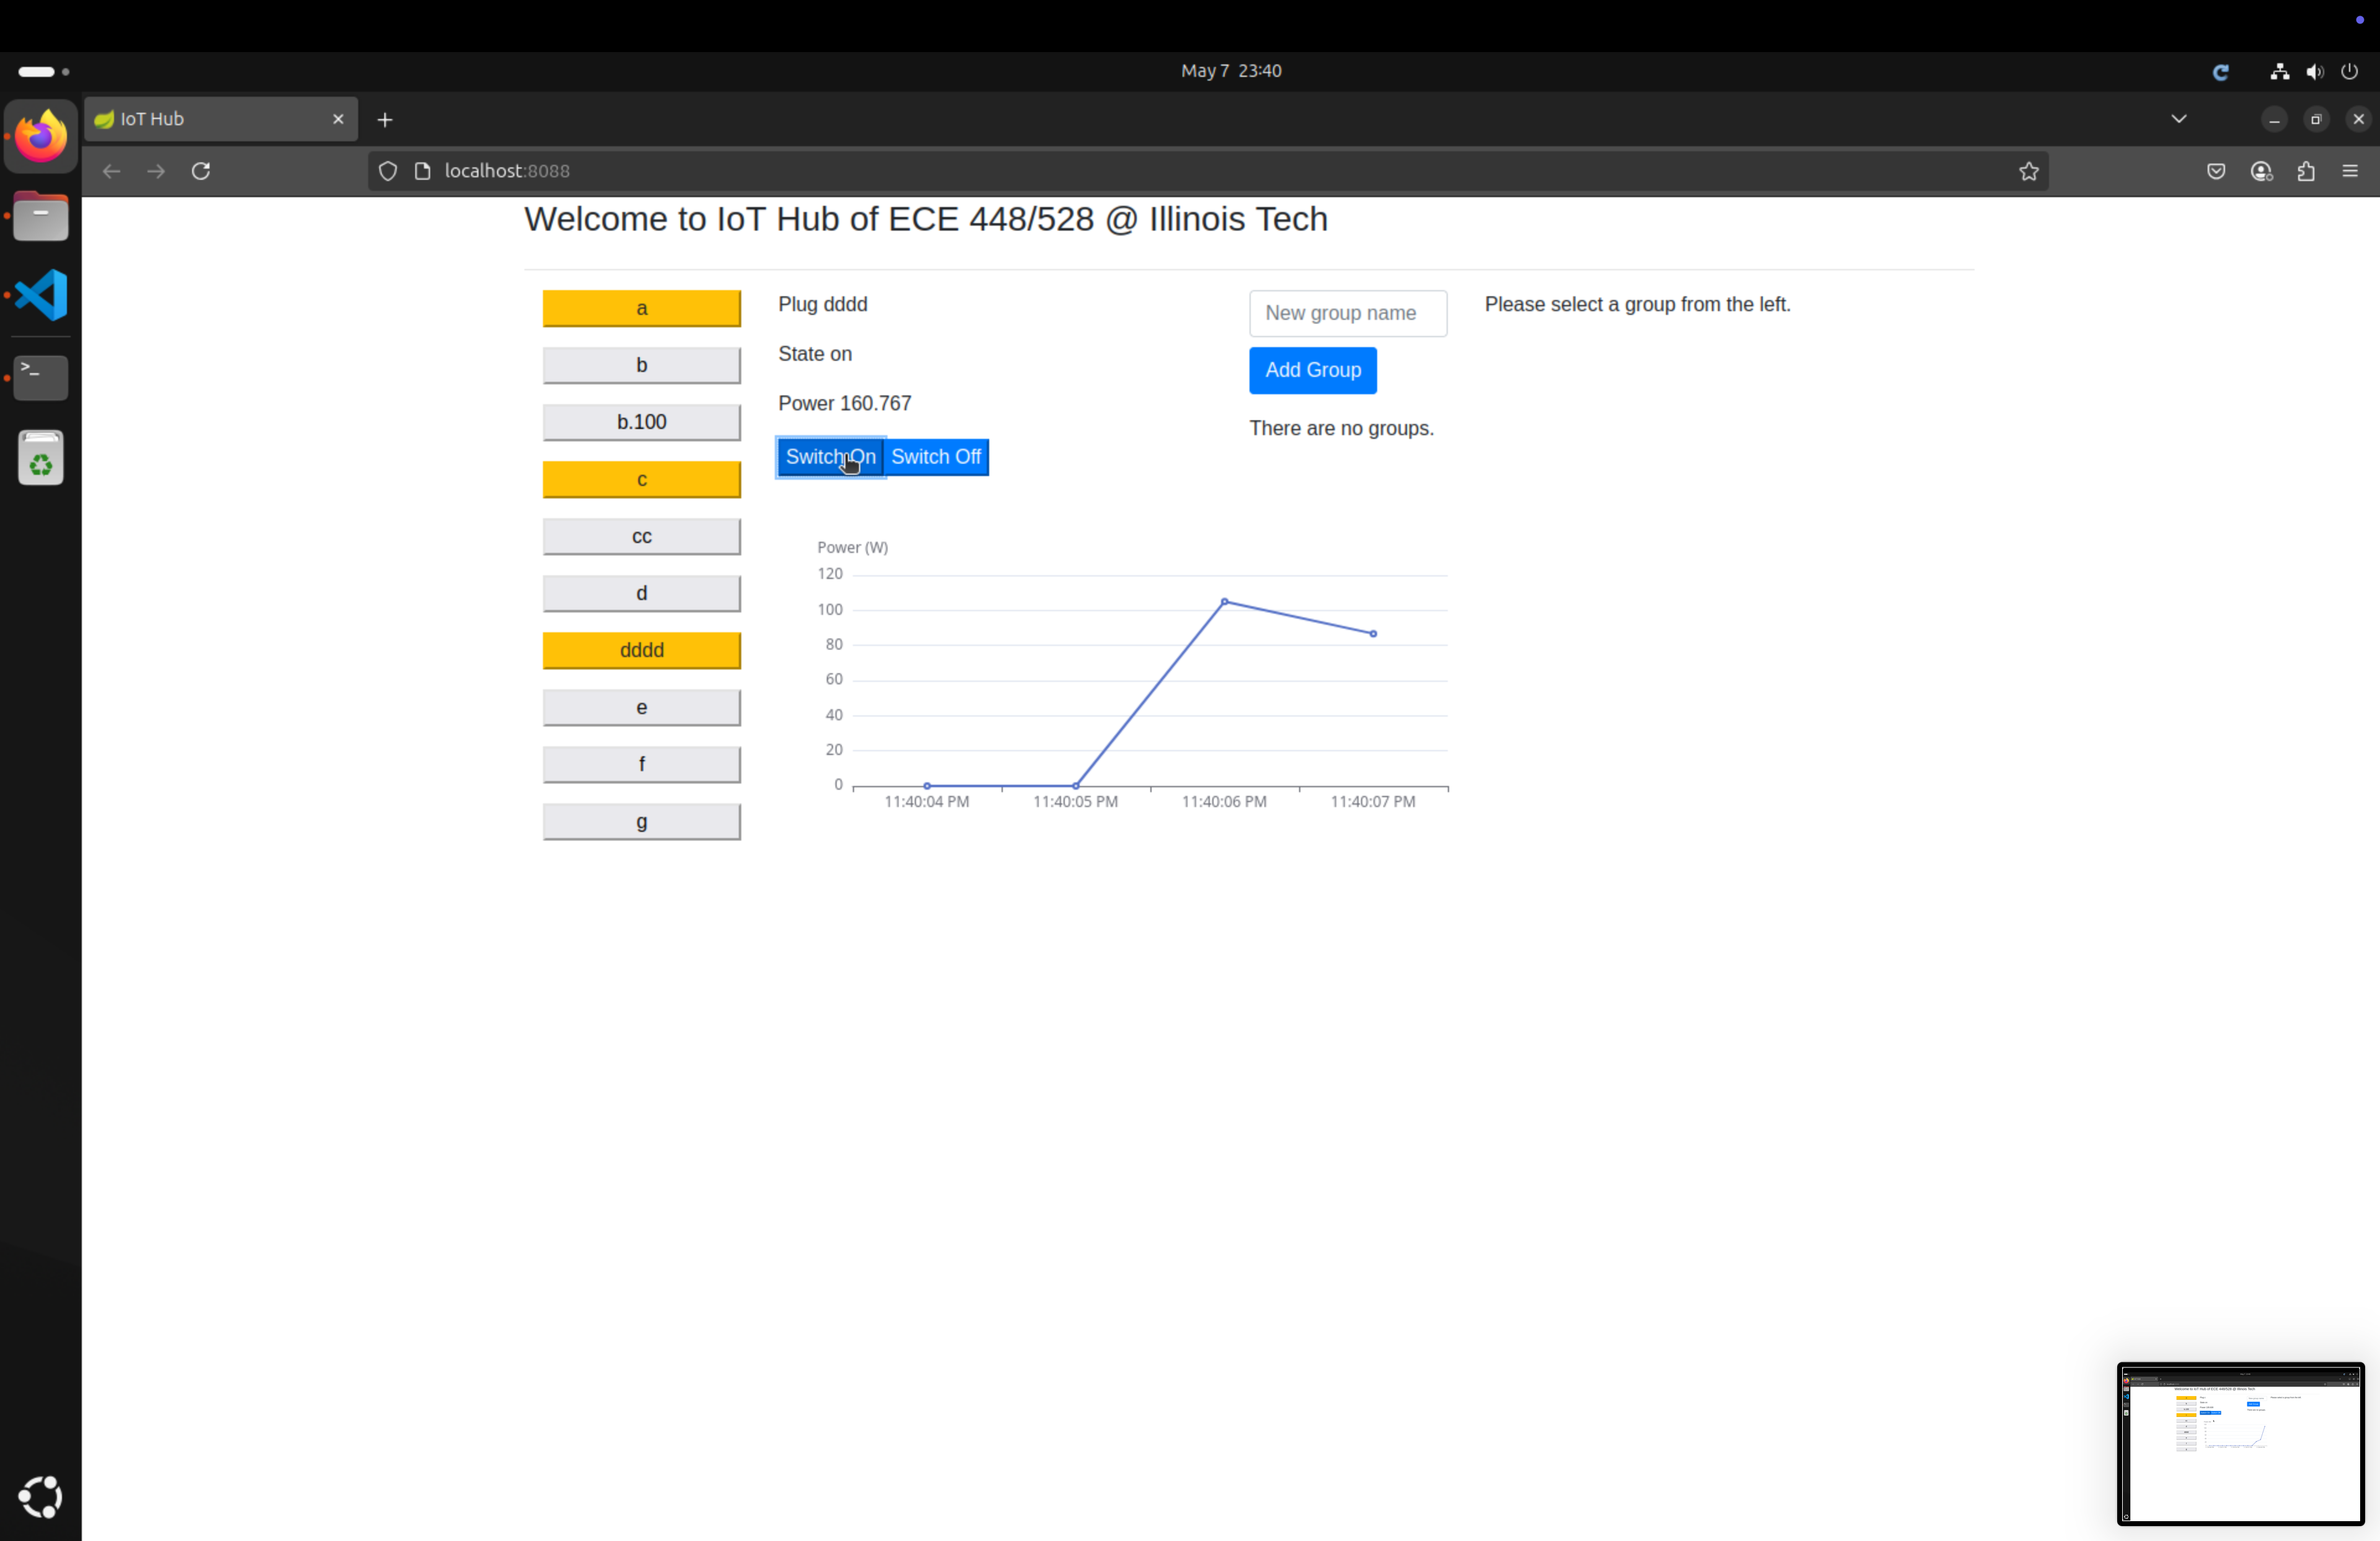 May 7 23:40
IoT Hub
localhost:8088
Welcome to IoT Hub of ECE 448/528 @ Illinois Tech
a
b
b.100
c
cc
d
dddd
e
f
g
Plug dddd
State on
Power 160.767
Switch On Switch Off
Power (W)
120
100
80
60
40
20
0
11:40:04 PM 11:40:05 PM 11:40:06 PM 11:40:07 PM
New group name
Add Group
There are no groups.
Please select a group from the left.